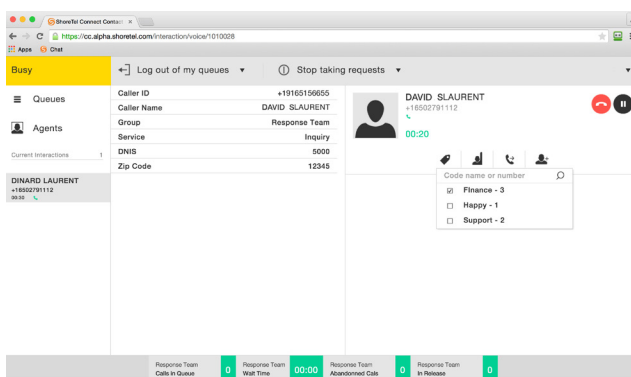 ShoreTel Connect Contact ×
https://cc.alpha.shoretel.com/interaction/voice/1010028
Apps Chat
Busy
Log out of my queues
Stop taking requests
Queues
Agents
Current Interactions 1
DINARD LAURENT
+16502791112
00:20
Caller ID +19165156655
Caller Name DAVID SLAURENT
Group Response Team
Service Inquiry
DNIS 5000
Zip Code 12345
DAVID SLAURENT
+16502791112
00:20
Code name or number
FInance - 3
Happy - 1
Support - 2
Response Team
Calls in Queue
0
Response Team
Wait Time
00:00
Response Team
Abandonned Cals
0
Response Team
In Release
0